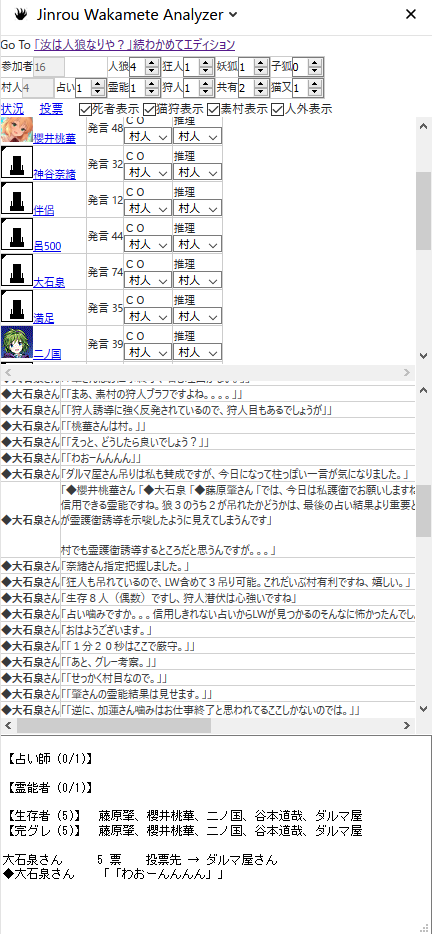 Jinrou Wakamete Analyzer
Go To 「汝は人狼なりや？」続わかめてエディション
参加者 16 人狼 4 狂人 1 妖狐 1 子狐 0
村人 4 占い 1 霊能 1 狩人 1 共有 2 猫又 1
状況 投票 死者表示 猫狩表示 素村表示 人外表示
櫻井桃華 発言 48 ＣＯ 村人 推理 村人
神谷奈緒 発言 32 ＣＯ 村人 推理 村人
伴侶 発言 12 ＣＯ 村人 推理 村人
呂500 発言 44 ＣＯ 村人 推理 村人
大石泉 発言 74 ＣＯ 村人 推理 村人
満足 発言 35 ＣＯ 村人 推理 村人
二ノ国 発言 39 ＣＯ 村人 推理 村人
◆大石泉さん 「「まあ、素村の狩人ブラフですよね。。。。」」
◆大石泉さん 「「狩人誘導に強く反発されているので、狩人目もあるでしょうが」」
◆大石泉さん 「「桃華さんは村。」」
◆大石泉さん 「「えっと、どうしたら良いでしょう？」」
◆大石泉さん 「「わおーんんんん」」
◆大石泉さん 「ダルマ屋さん吊りは私も賛成ですが、今日になって柱っぽい一言が気になりました。」
◆大石泉さん 「◆櫻井桃華さん 「◆大石泉 「◆藤原肇さん 「では、今日は私護衛でお願いしますね
信用できる霊能ですね。狼３のうち２が吊れたかどうかは、最後の占い結果より重要と
が霊護衛誘導を示唆したように見えてしまうんです」
村でも霊護衛誘導するところだと思うんですが。。。」
◆大石泉さん 「奈緒さん指定把握しました。」
◆大石泉さん 「狂人も吊れているので、LW含めて３吊り可能。これだいぶ村有利ですね、嬉しい。」
◆大石泉さん 「生存８人（偶数）ですし、狩人潜伏は心強いですね」
◆大石泉さん 「占い噛みですか。。。信用しきれない占いからLWが見つかるのそんなに怖かったんでし
◆大石泉さん 「おはようございます。」
◆大石泉さん 「「１分２０秒はここで厳守。」」
◆大石泉さん 「「あと、グレー考察。」」
◆大石泉さん 「「せっかく村目なので。」」
◆大石泉さん 「「肇さんの霊能結果は見せます。」」
◆大石泉さん 「「逆に、加蓮さん噛みはお仕事終了と思われてるここしかないのでは。」」
【占い師（0/1）】
【霊能者（0/1）】
【生存者（5）】 藤原肇、櫻井桃華、二ノ国、谷本道哉、ダルマ屋
【完グレ（5）】 藤原肇、櫻井桃華、二ノ国、谷本道哉、ダルマ屋
大石泉さん 5 票 投票先 → ダルマ屋さん
◆大石泉さん 「「わおーんんんん」」